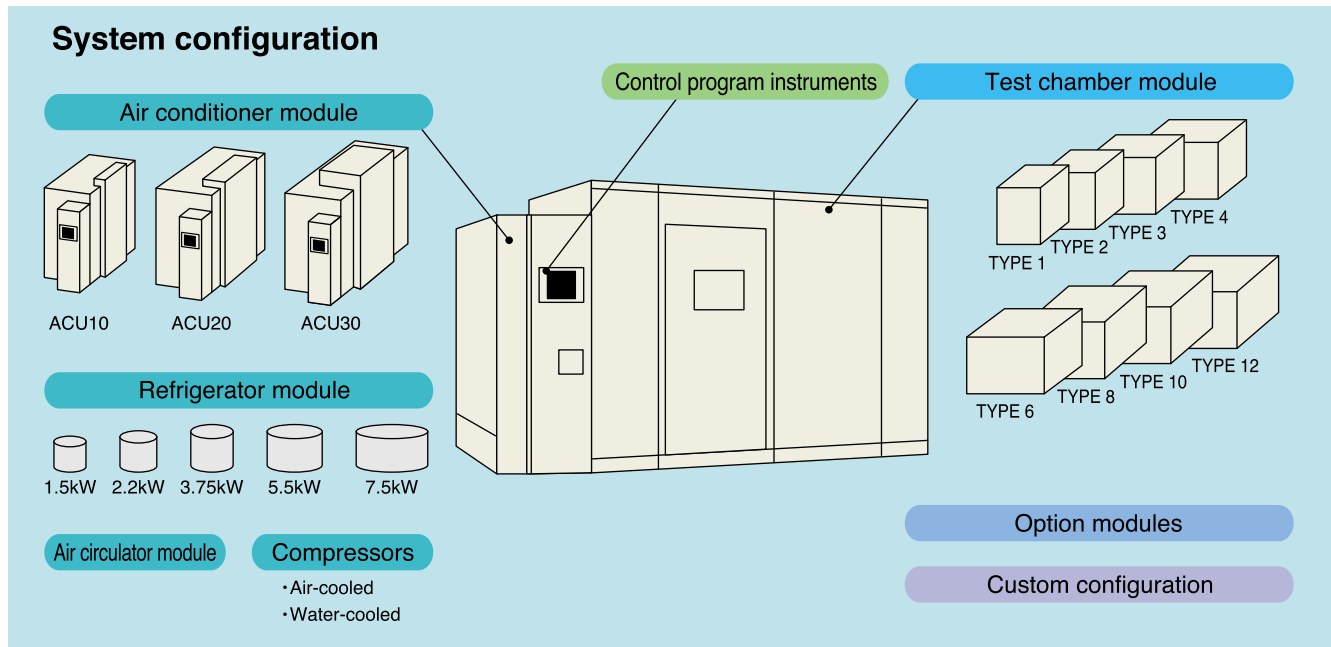 System configuration
Control program instruments
Test chamber module
Air conditioner module
ACU10
ACU20
ACU30
TYPE 1
TYPE 2
TYPE 3
TYPE 4
TYPE 6
TYPE 8
TYPE 10
TYPE 12
Refrigerator module
1.5kW
2.2kW
3.75kW
5.5kW
7.5kW
Air circulator module
Compressors
・Air-cooled
・Water-cooled
Option modules
Custom configuration